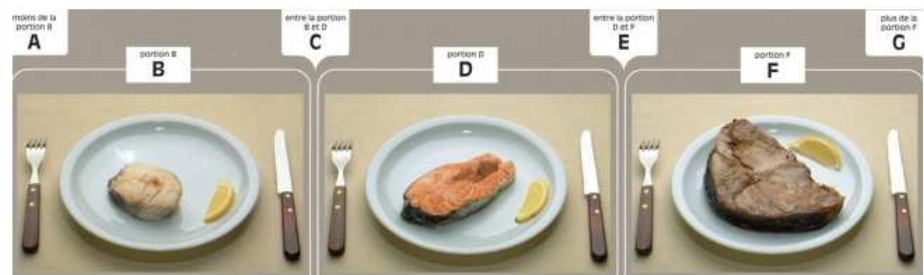 moins de la
portion B
A
portion B
B
entre la portion
B et D
C
portion D
D
entre la portion
D et F
E
portion F
F
plus de la
portion F
G